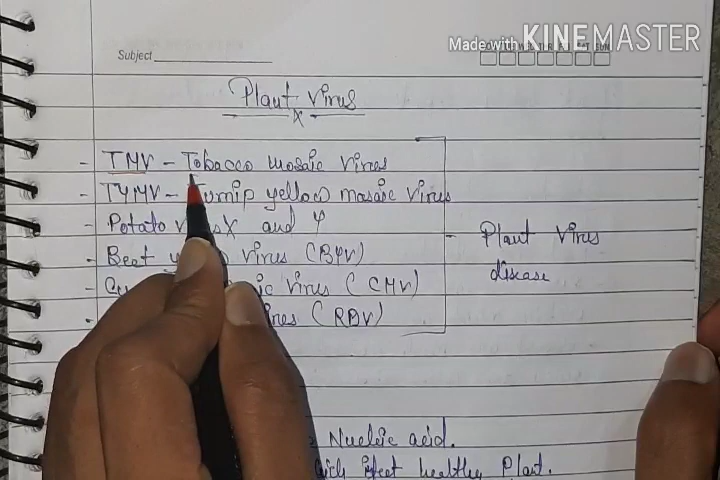 Made with KINEMASTER
Subject
Plant Virus
x
- TMV - Tobacco mosaic virus
- TYMV - Turnip yellow mosaic virus
- Potato virus X and Y
- Beet virus (BYV)
- Plant virus
disease
- virus (CMV)
- (RDV)
Nucleic acid.
healthy Plant.